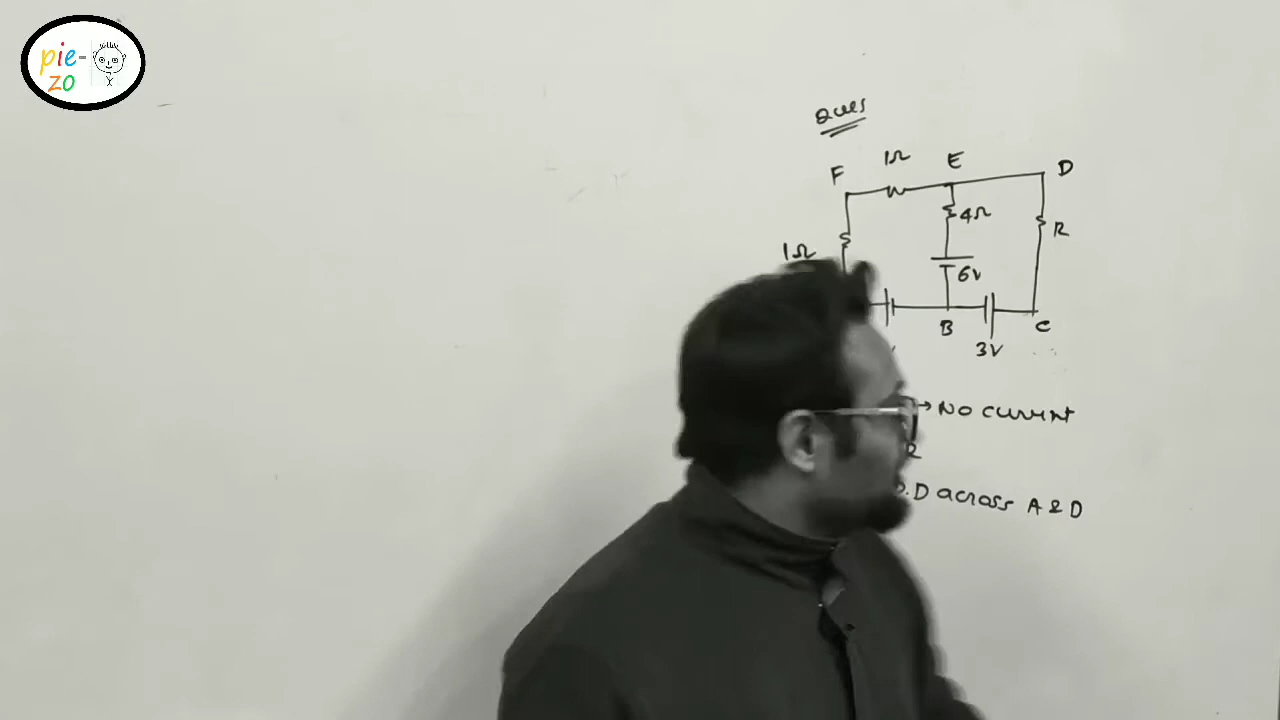 pie-
zo
Ques
1Ω
E
F
D
4Ω
R
1Ω
6V
B
C
3V
→ No current
R
P.D across A & D